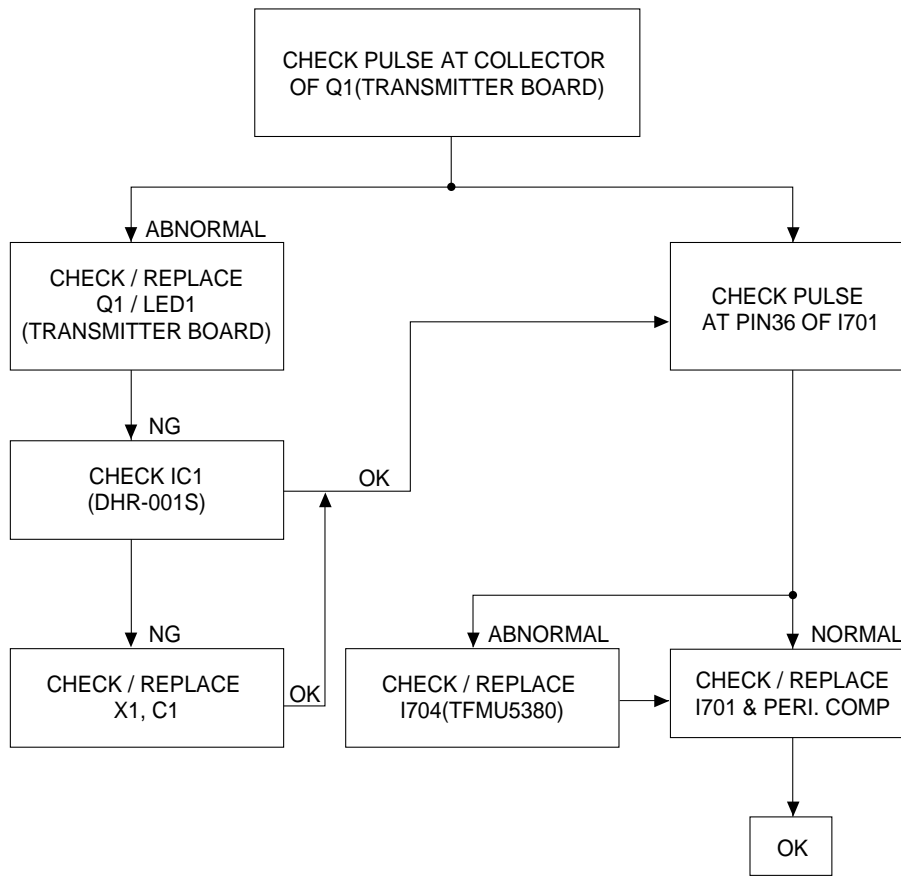 CHECK PULSE AT COLLECTOR
OF Q1(TRANSMITTER BOARD)
ABNORMAL
CHECK / REPLACE
Q1 / LED1
(TRANSMITTER BOARD)
CHECK PULSE
AT PIN36 OF I701
NG
CHECK IC1
(DHR-001S)
OK
NG
CHECK / REPLACE
X1, C1
OK
ABNORMAL
CHECK / REPLACE
I704(TFMU5380)
NORMAL
CHECK / REPLACE
I701 & PERI. COMP
OK